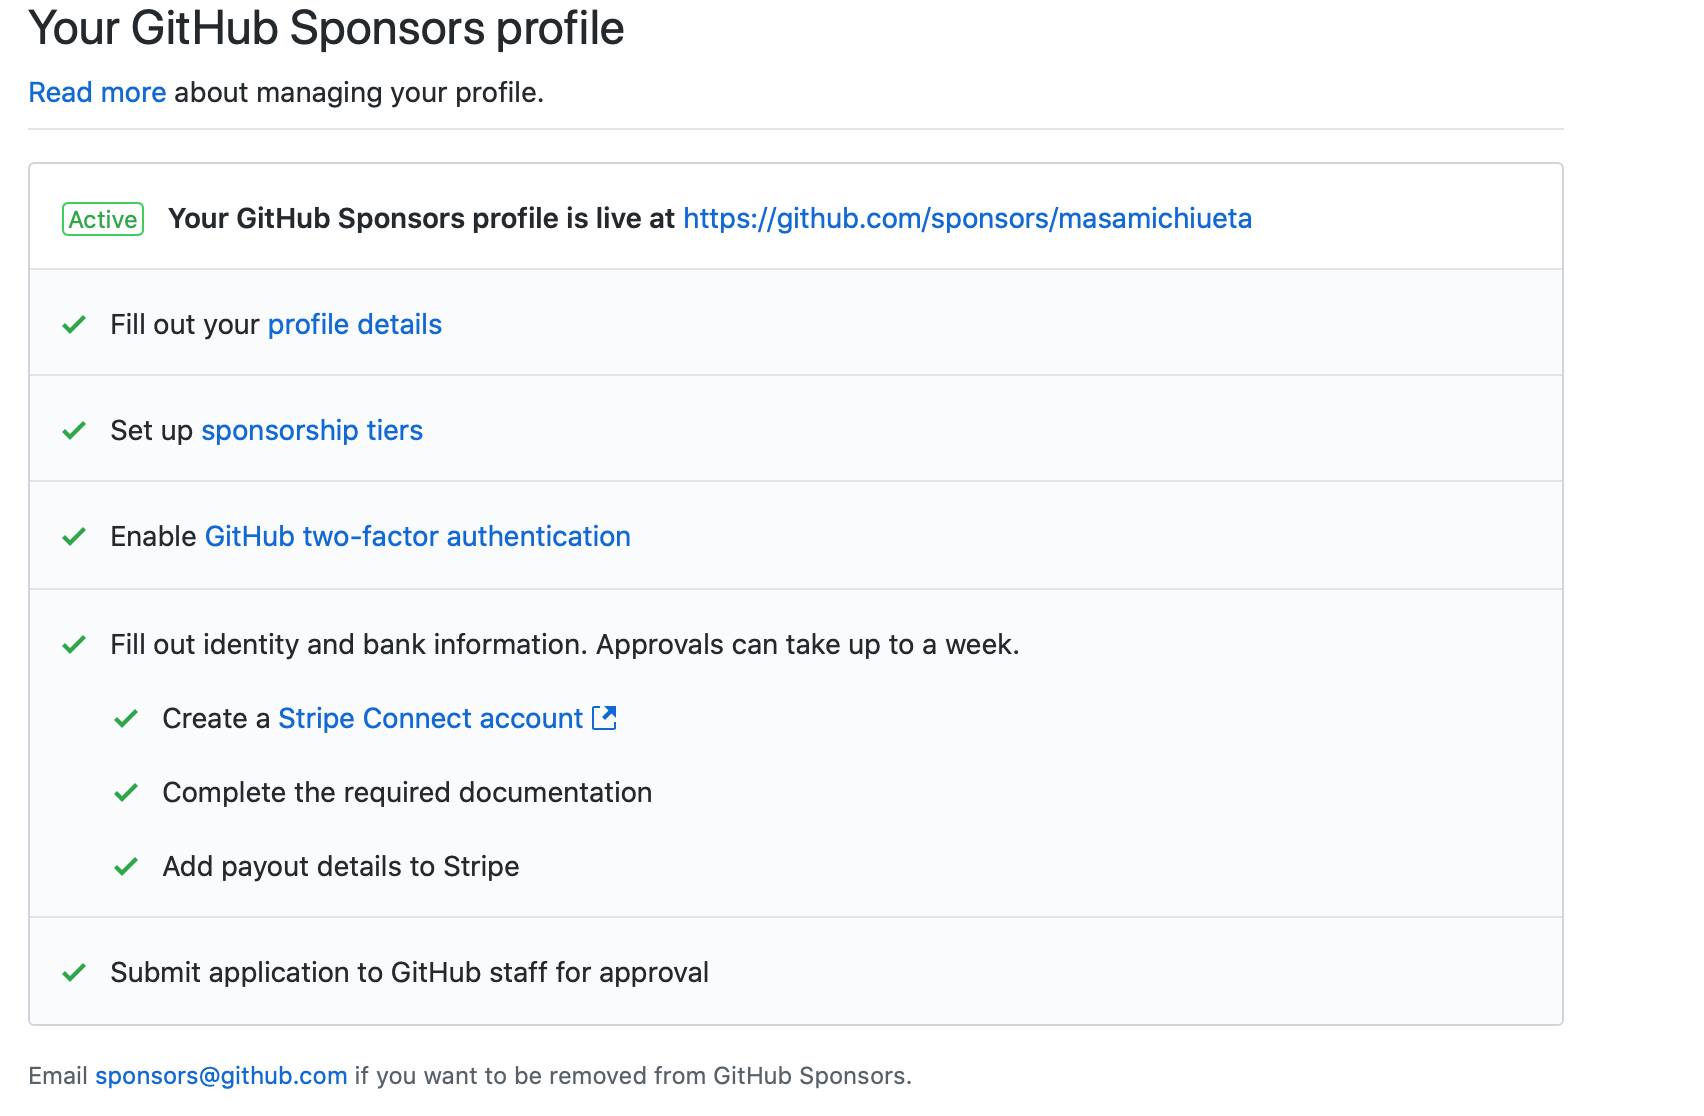 Your GitHub Sponsors profile
Read more about managing your profile.
Active Your GitHub Sponsors profile is live at https://github.com/sponsors/masamichiueta
Fill out your profile details
Set up sponsorship tiers
Enable GitHub two-factor authentication
Fill out identity and bank information. Approvals can take up to a week.
Create a Stripe Connect account
Complete the required documentation
Add payout details to Stripe
Submit application to GitHub staff for approval
Email sponsors@github.com if you want to be removed from GitHub Sponsors.